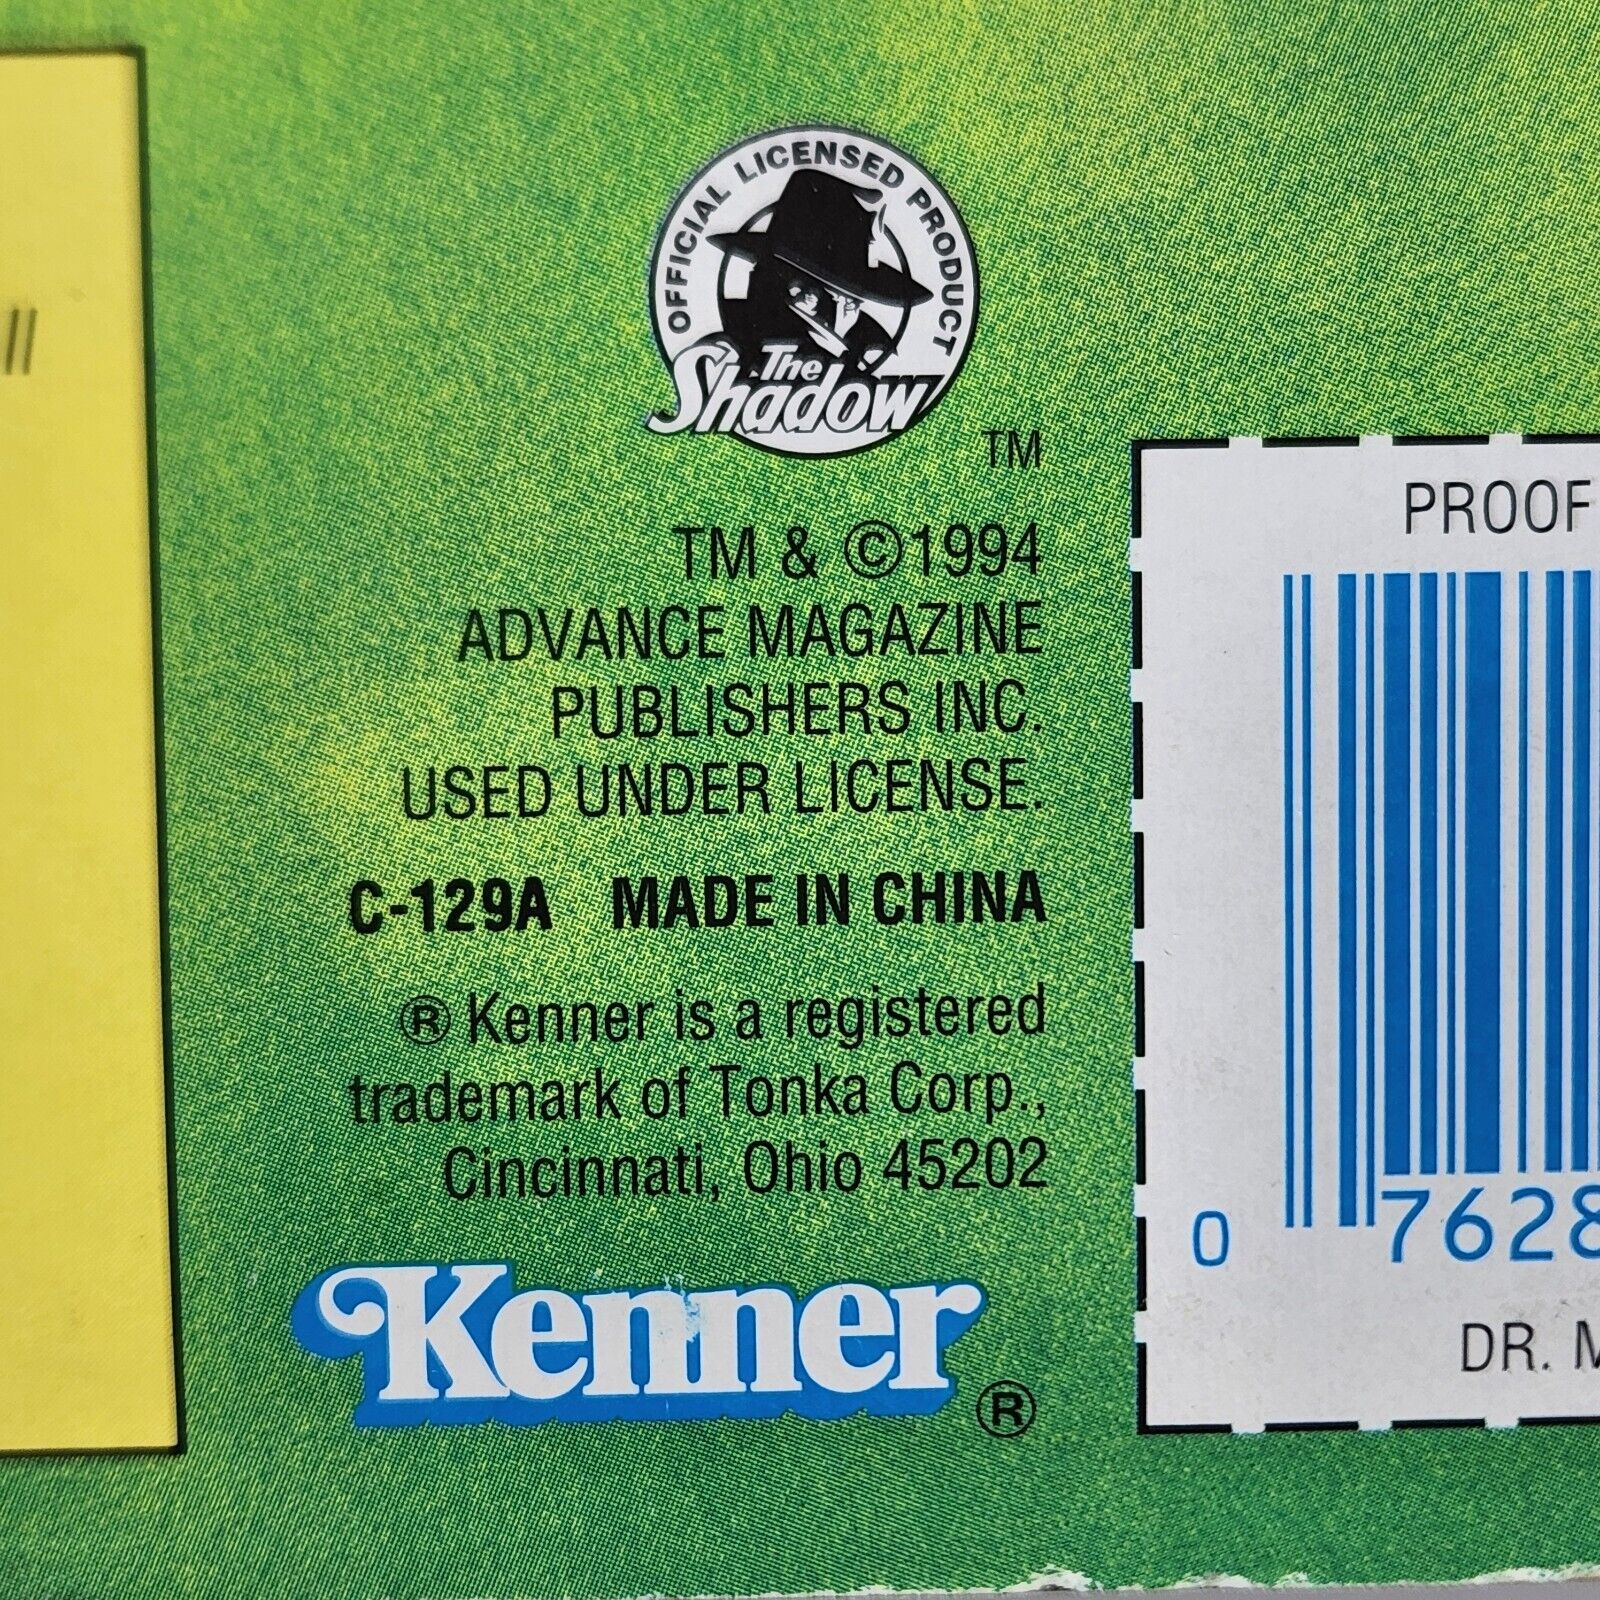 OFFICIAL LICENSED PRODUCT
The
Shadow
TM
TM & ©1994
ADVANCE MAGAZINE
PUBLISHERS INC.
USED UNDER LICENSE.
C-129A MADE IN CHINA
® Kenner is a registered
trademark of Tonka Corp.,
Cincinnati, Ohio 45202
Kenner®
PROOF
0 7628
DR. M